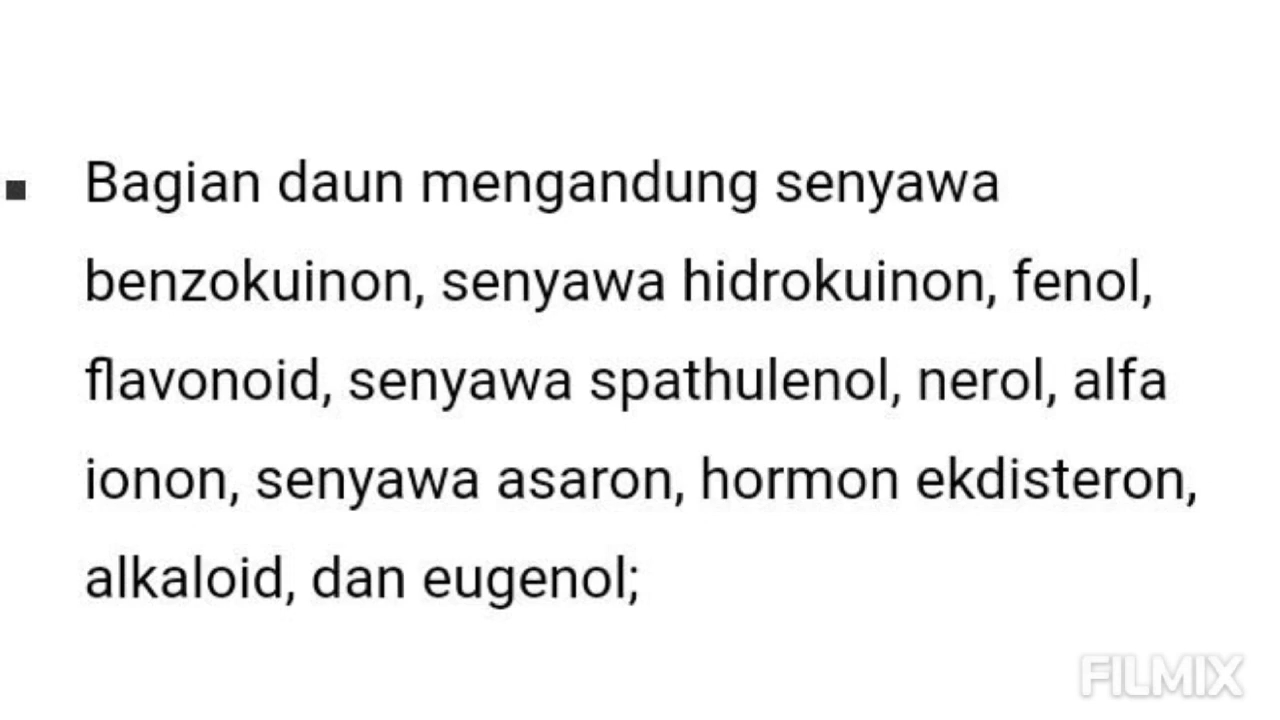 ▪ Bagian daun mengandung senyawa
benzokuinon, senyawa hidrokuinon, fenol,
flavonoid, senyawa spathulenol, nerol, alfa
ionon, senyawa asaron, hormon ekdisteron,
alkaloid, dan eugenol;
FILMIX